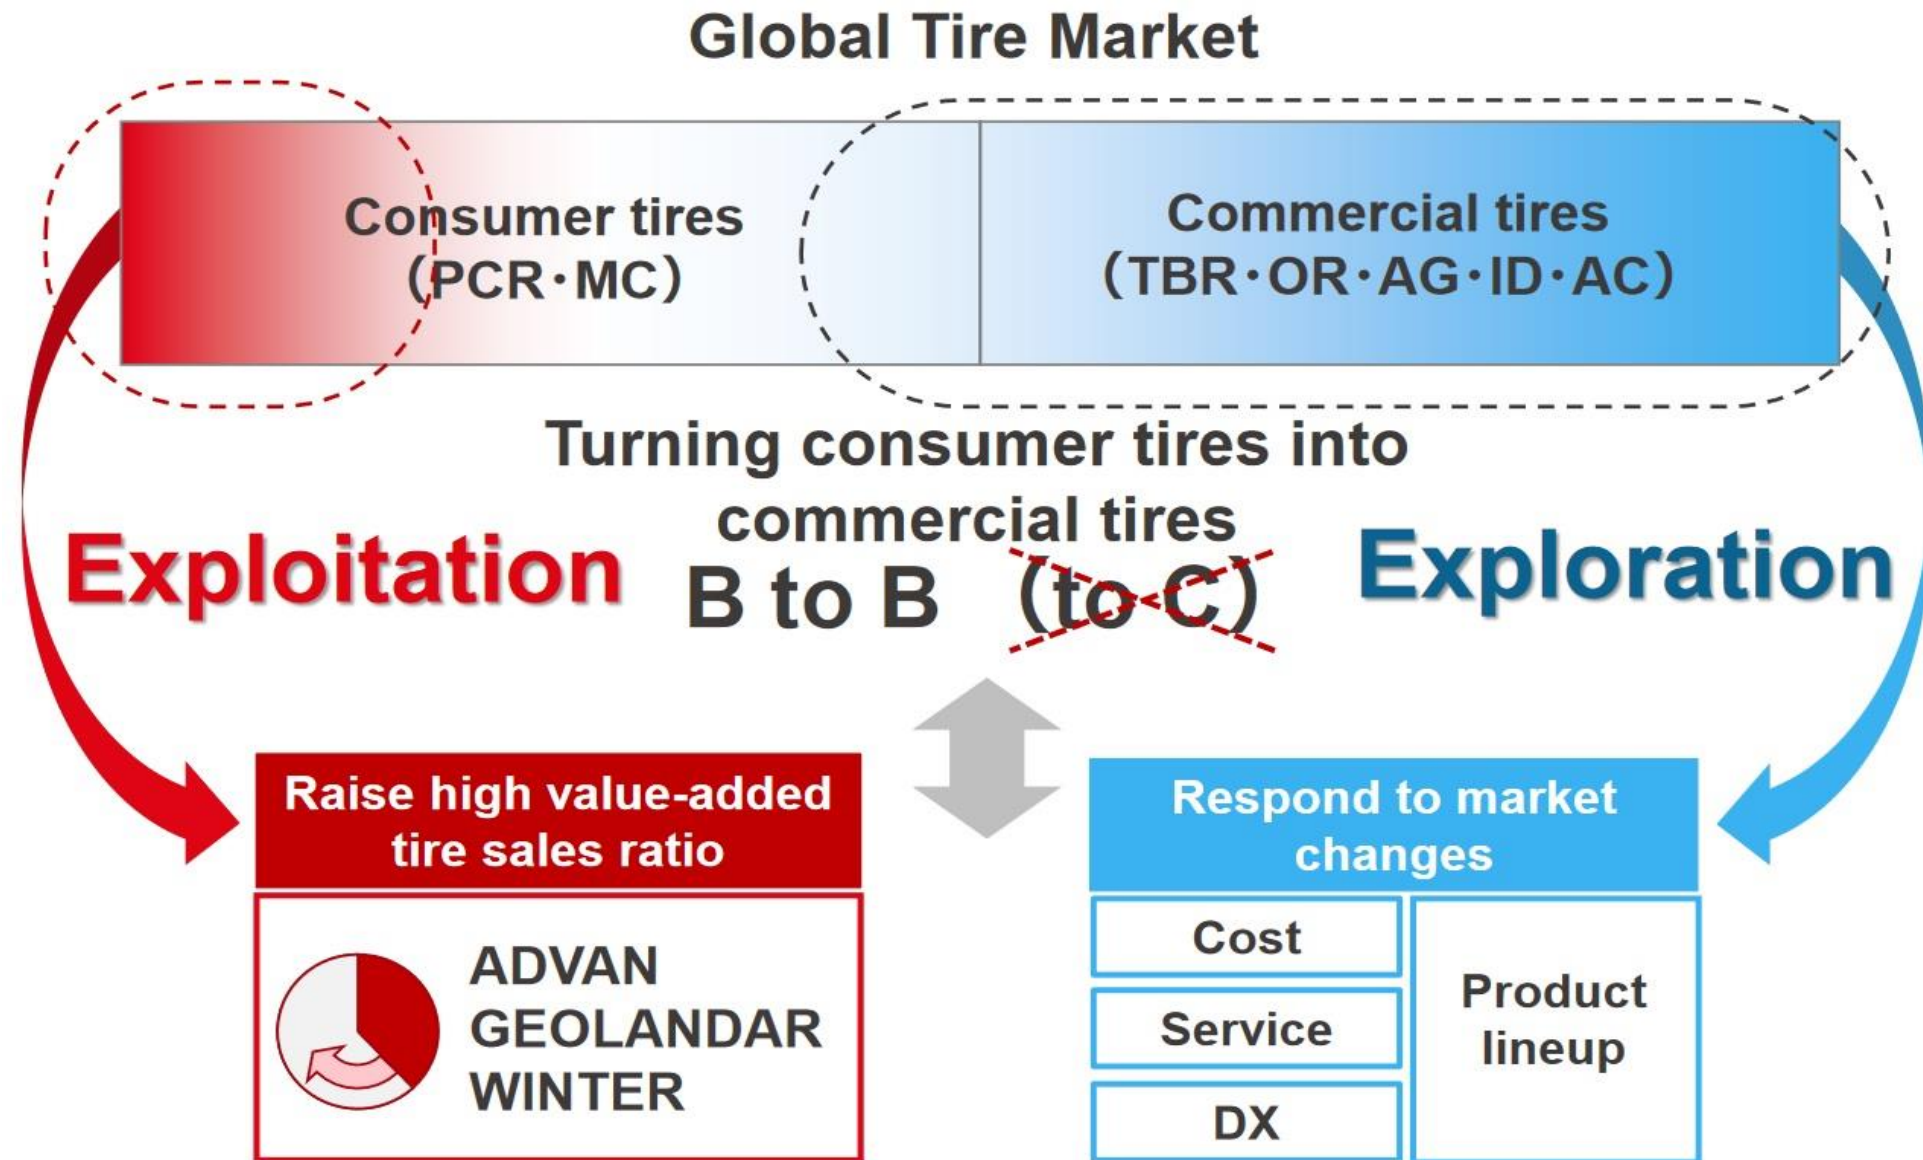 Global Tire Market
Consumer tires
（PCR・MC）
Commercial tires
（TBR・OR・AG・ID・AC）
Turning consumer tires into
commercial tires
B to B （to C）
Exploitation
Exploration
Raise high value-added
tire sales ratio
ADVAN
GEOLANDAR
WINTER
Respond to market
changes
Cost
Service
DX
Product
lineup